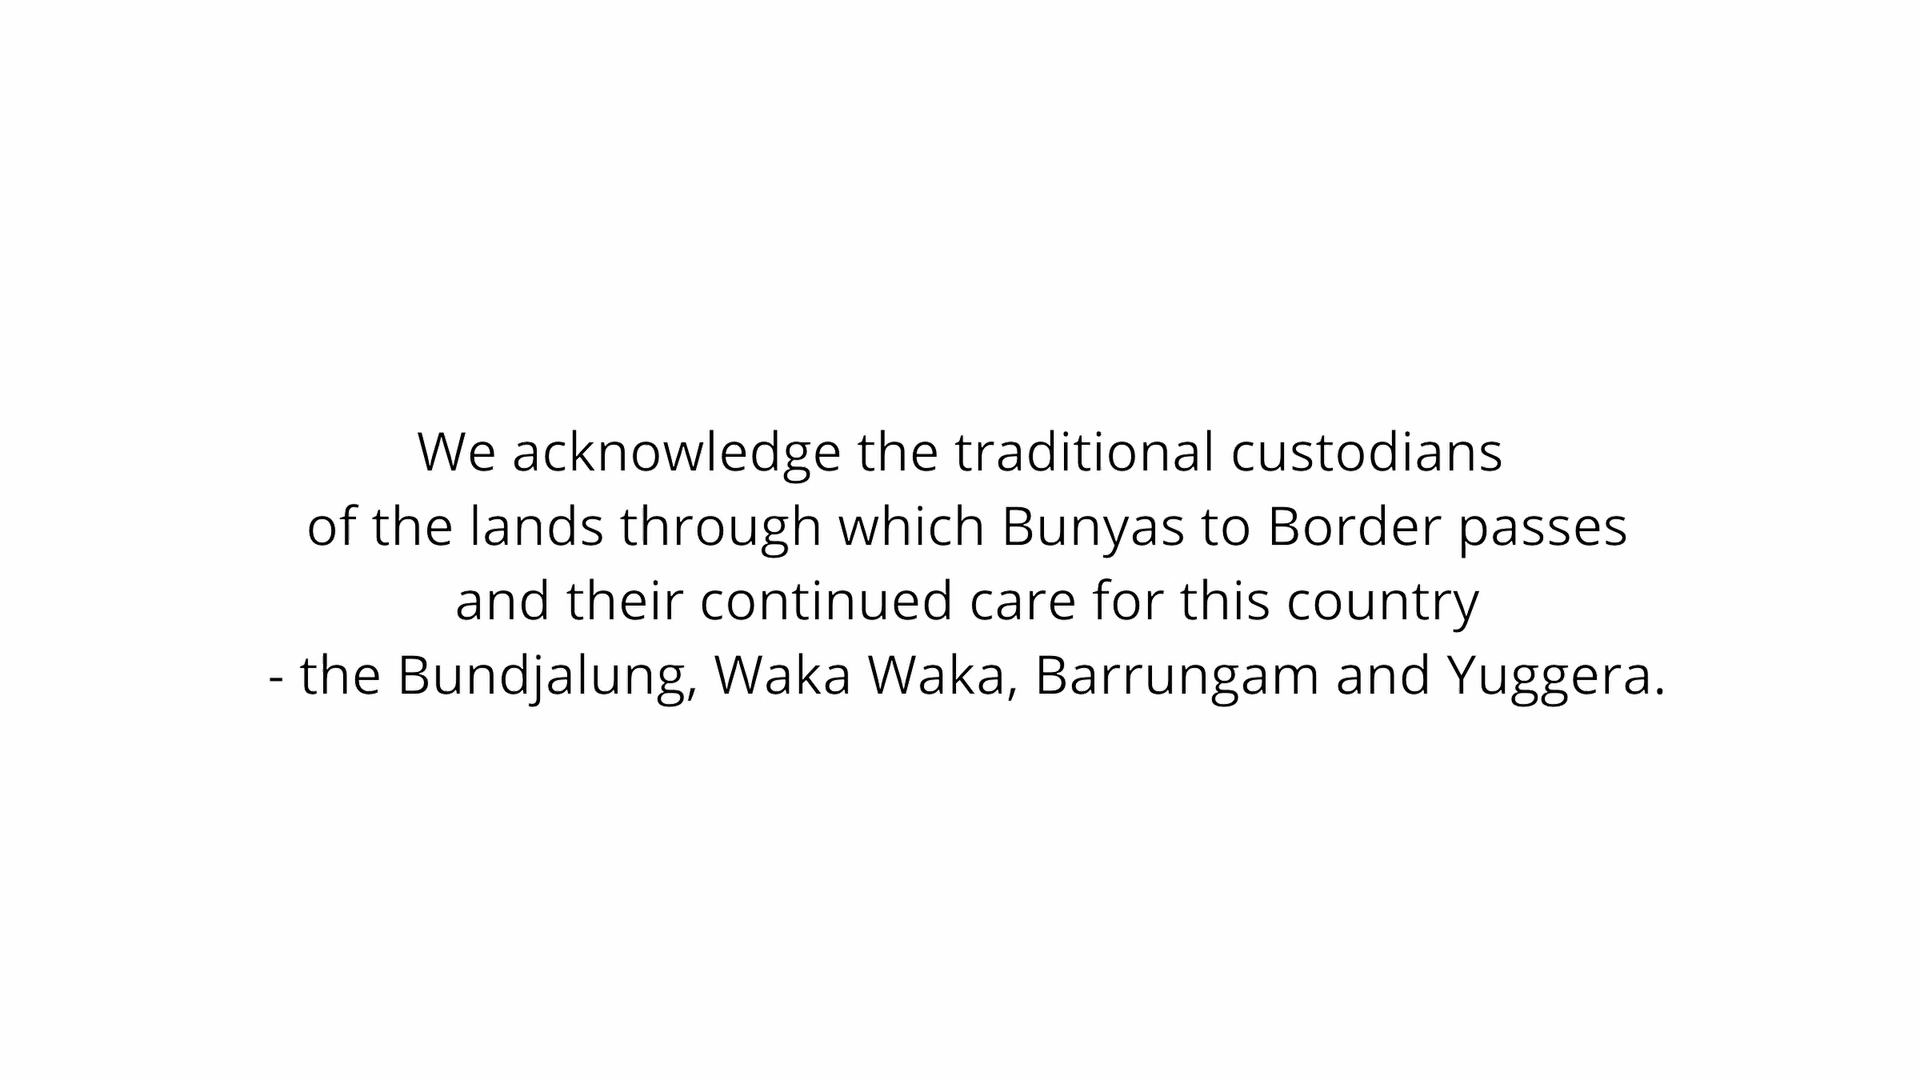 We acknowledge the traditional custodians
of the lands through which Bunyas to Border passes
and their continued care for this country
- the Bundjalung, Waka Waka, Barrungam and Yuggera.